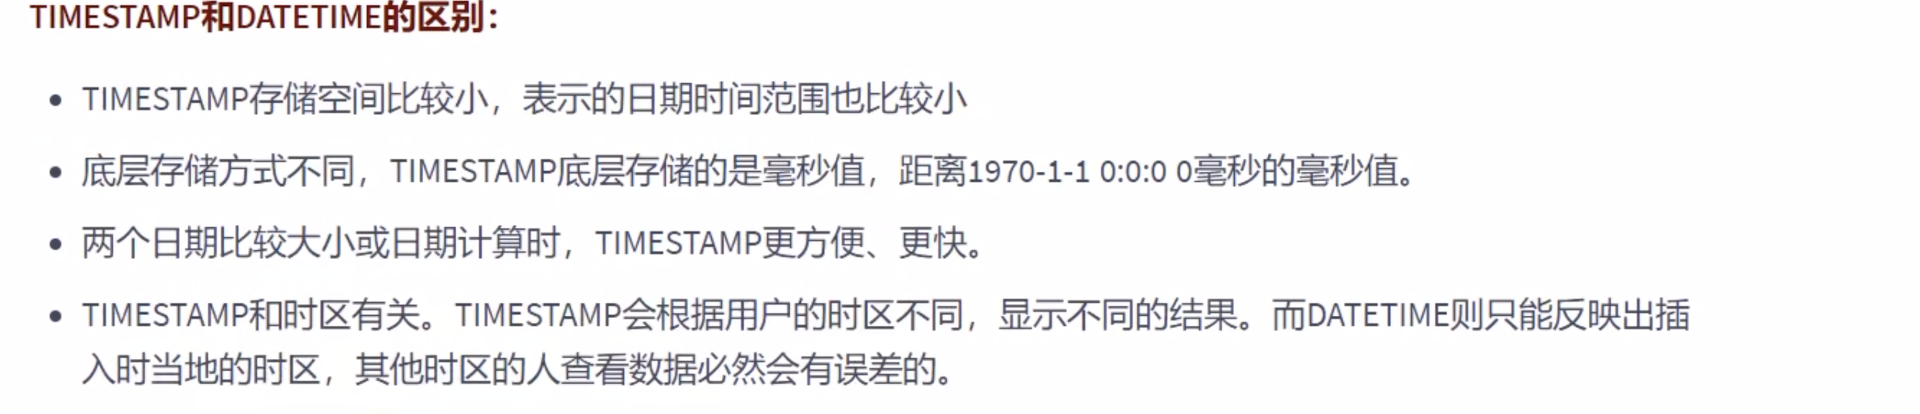 TIMESTAMP和DATETIME的区别：
TIMESTAMP存储空间比较小，表示的日期时间范围也比较小
底层存储方式不同，TIMESTAMP底层存储的是毫秒值，距离1970-1-1 0:0:0 0毫秒的毫秒值。
两个日期比较大小或日期计算时，TIMESTAMP更方便、更快。
TIMESTAMP和时区有关。TIMESTAMP会根据用户的时区不同，显示不同的结果。而DATETIME则只能反映出插
入时当地的时区，其他时区的人查看数据必然会有误差的。